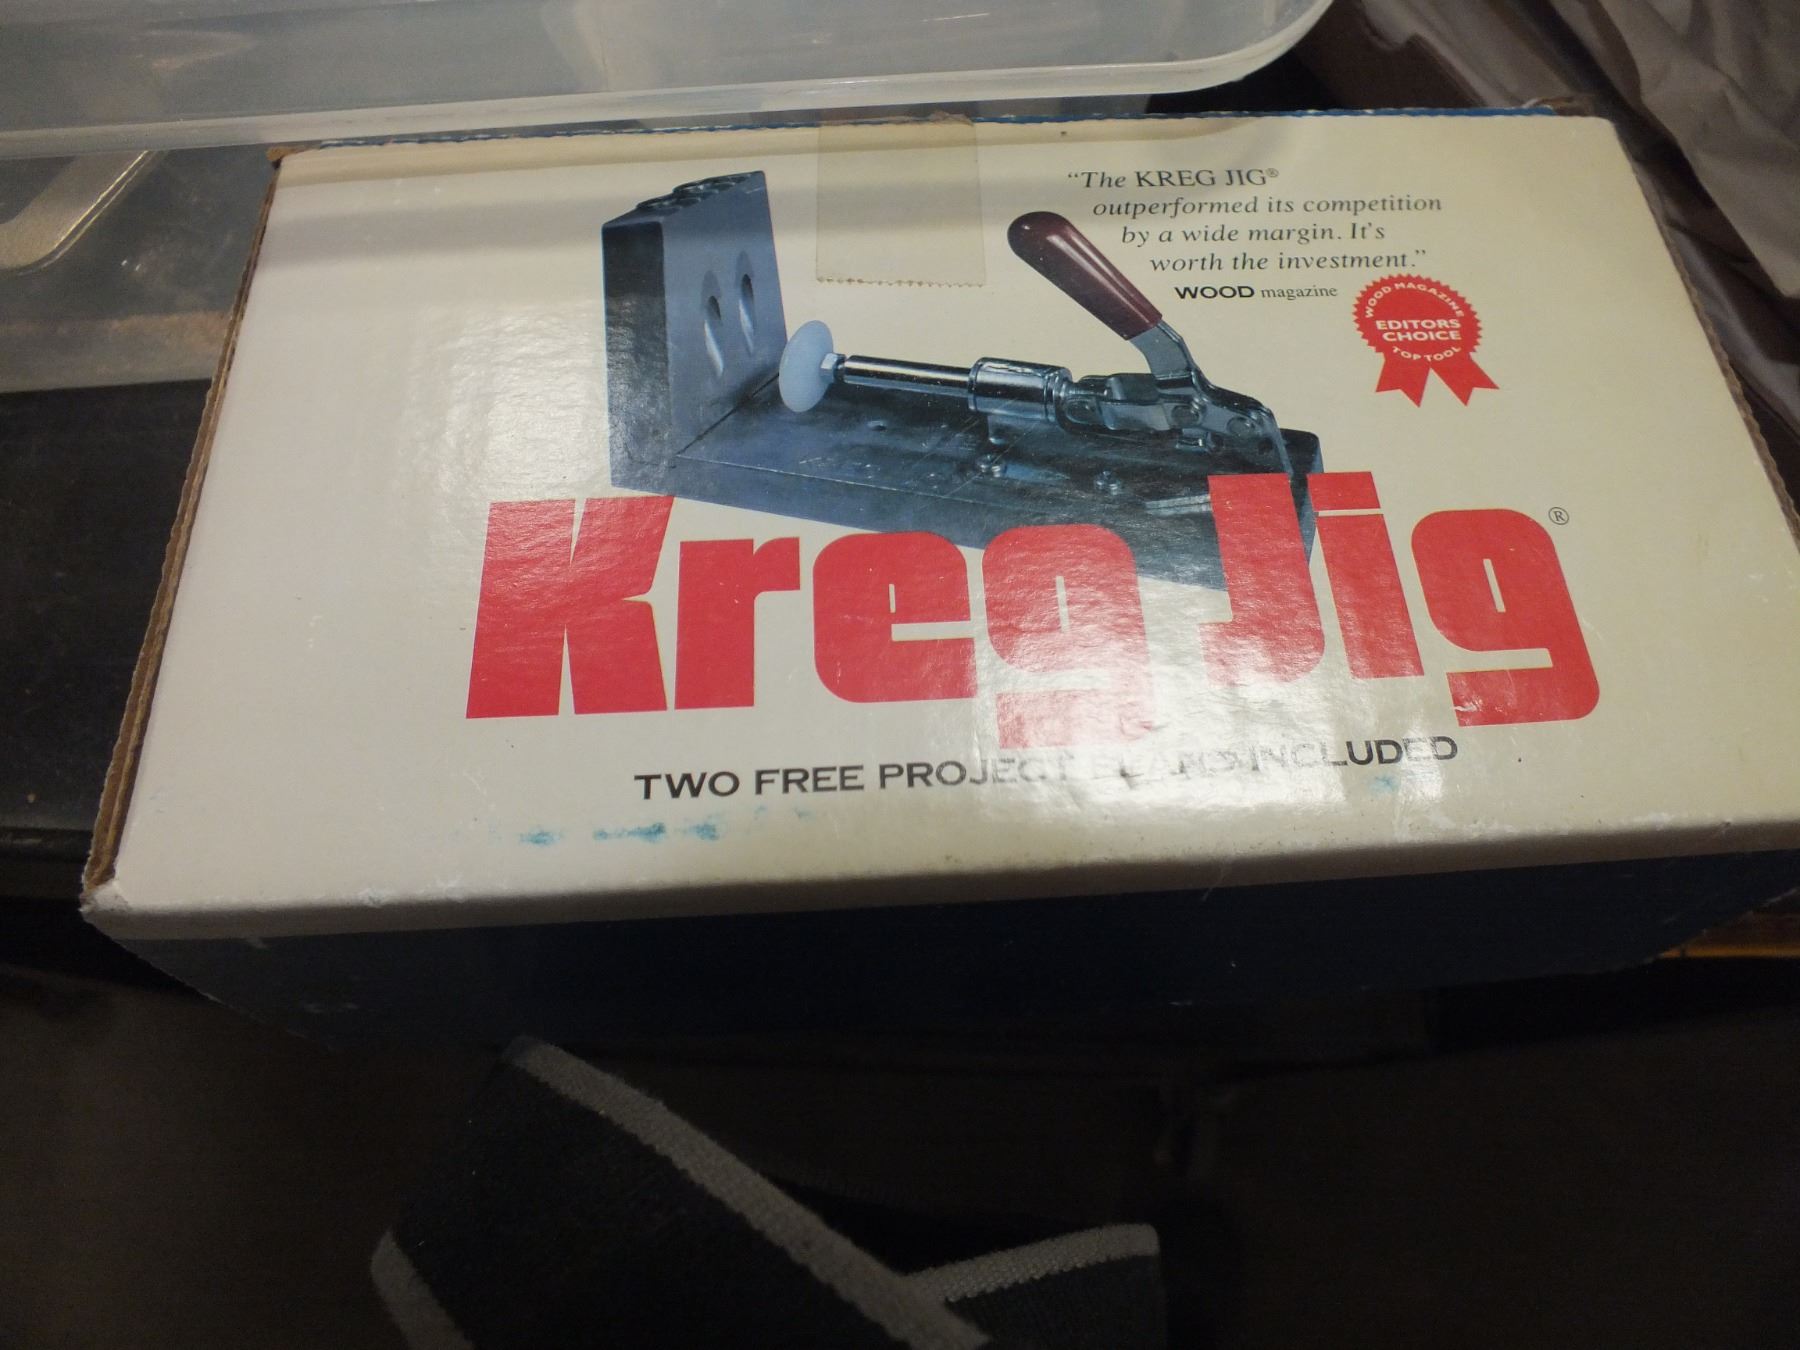 “The KREG JIG®
outperformed its competition
by a wide margin. It's
worth the investment.”
WOOD magazine
WOOD MAGAZINE
EDITORS
CHOICE
TOP TOOL
Kreg Jig®
TWO FREE PROJECT PLANS INCLUDED